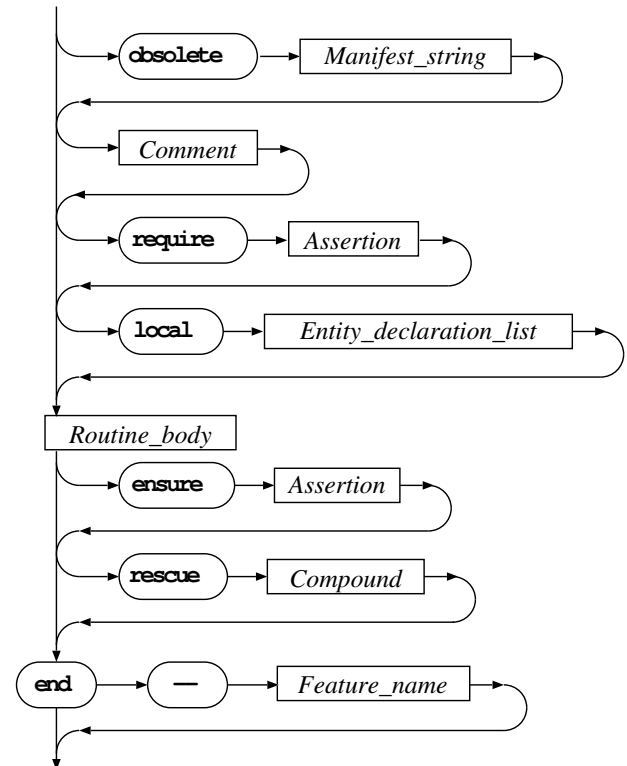 obsolete Manifest_string
Comment
require Assertion
local Entity_declaration_list
Routine_body
ensure Assertion
rescue Compound
end -- Feature_name